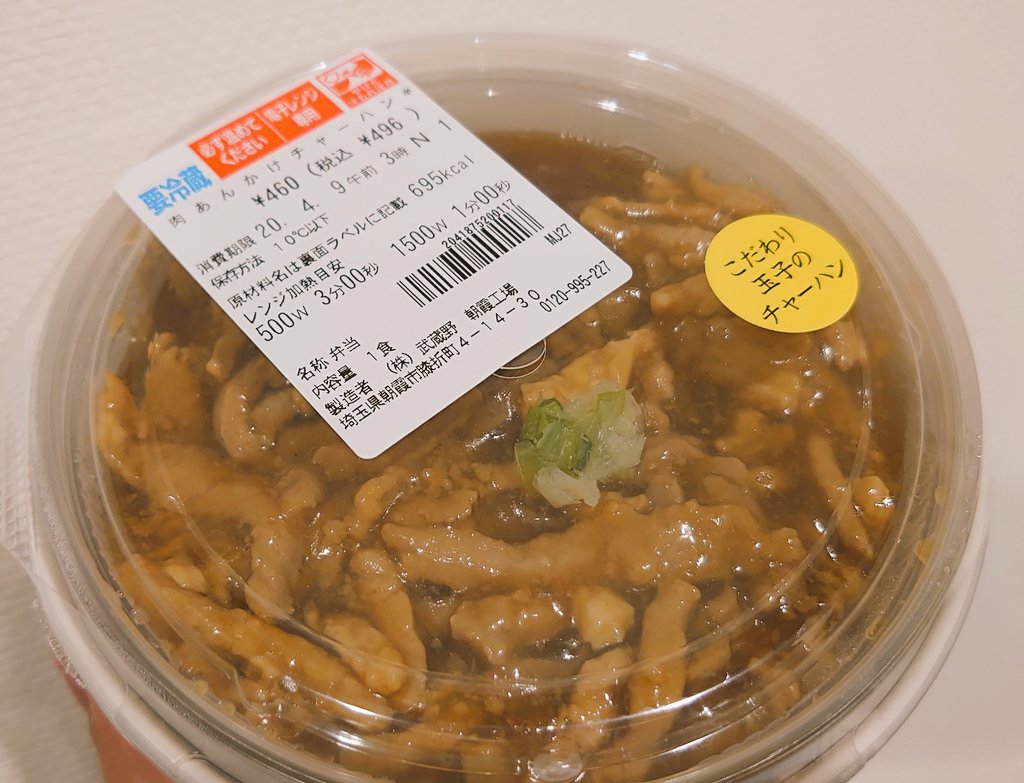 要冷蔵
必ず温めて
ください
電子レンジ
専用
肉あんかけチャーハン*
¥460(税込 ¥496)
消費期限 20. 4. 9午前 3時 N 1
保存方法 10℃以下
原材料名は裏面ラベルに記載 695kcal
レンジ加熱目安
500W 3分00秒 1500W 1分00秒
204187520917
MJ27
名称 弁当
内容量 1食
製造者 (株)武蔵野 朝霞工場
埼玉県朝霞市膝折町4-14-30
0120-995-227
こだわり
玉子の
チャーハン